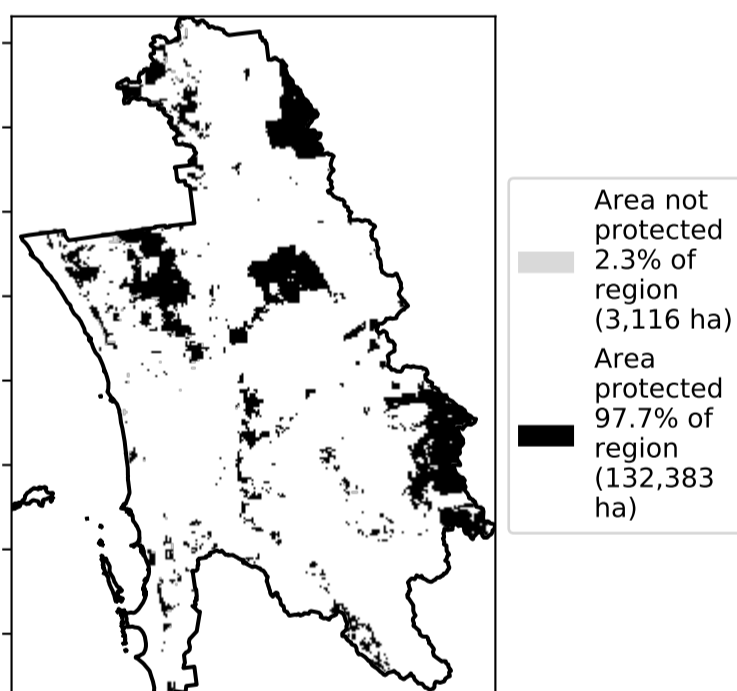 Area not
protected
2.3% of
region
(3,116 ha)
Area
protected
97.7% of
region
(132,383
ha)